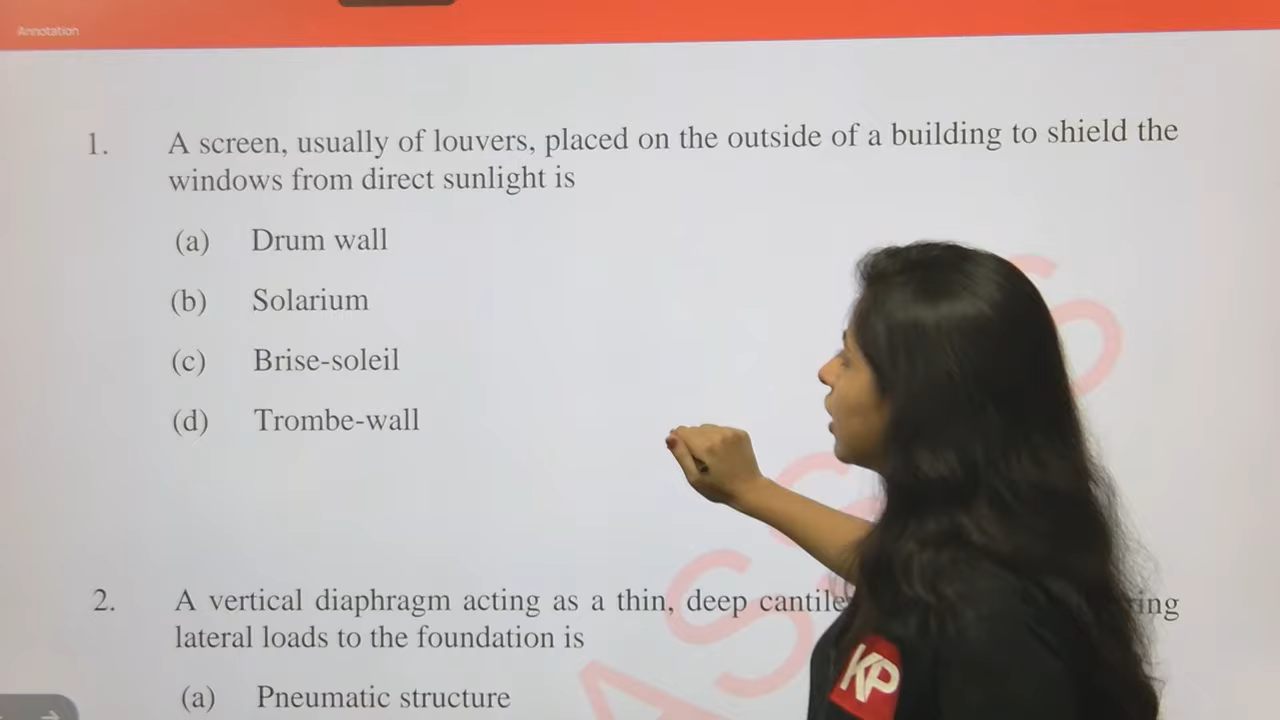 Annotation
1. A screen, usually of louvers, placed on the outside of a building to shield the
windows from direct sunlight is
(a) Drum wall
(b) Solarium
(c) Brise-soleil
(d) Trombe-wall
2. A vertical diaphragm acting as a thin, deep
lateral loads to the foundation is
(a) Pneumatic structure
KP